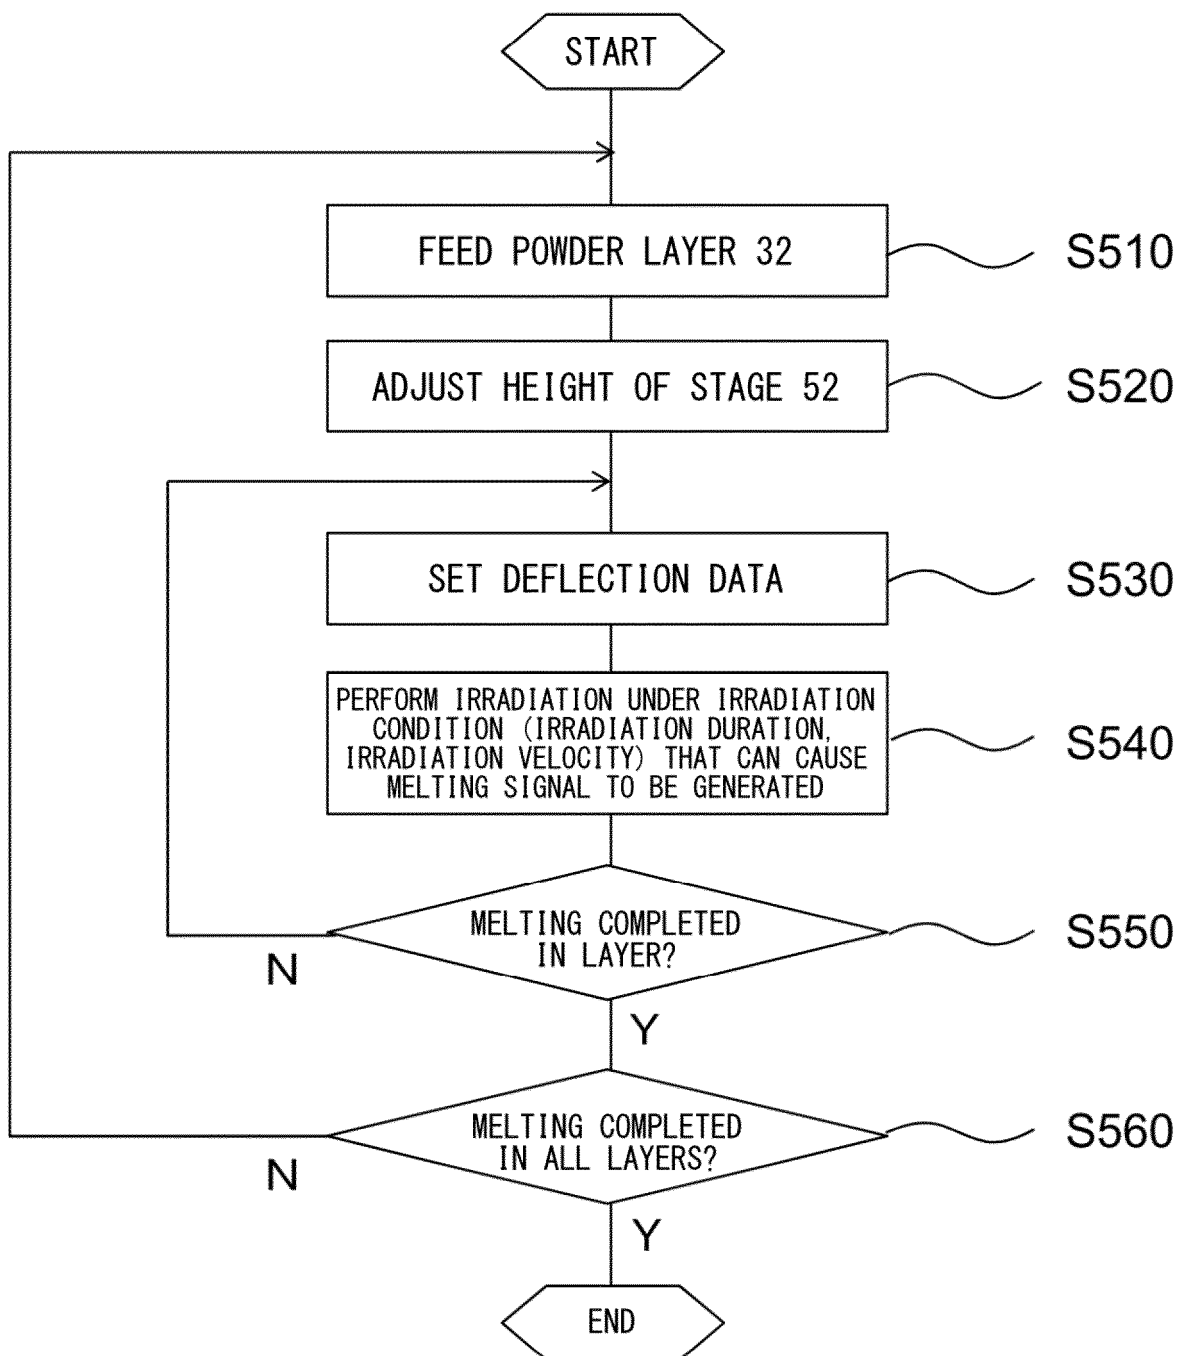 START
FEED POWDER LAYER 32
S510
ADJUST HEIGHT OF STAGE 52
S520
SET DEFLECTION DATA
S530
PERFORM IRRADIATION UNDER IRRADIATION
CONDITION (IRRADIATION DURATION,
IRRADIATION VELOCITY) THAT CAN CAUSE
MELTING SIGNAL TO BE GENERATED
S540
MELTING COMPLETED
IN LAYER?
S550
N
Y
MELTING COMPLETED
IN ALL LAYERS?
S560
N
Y
END